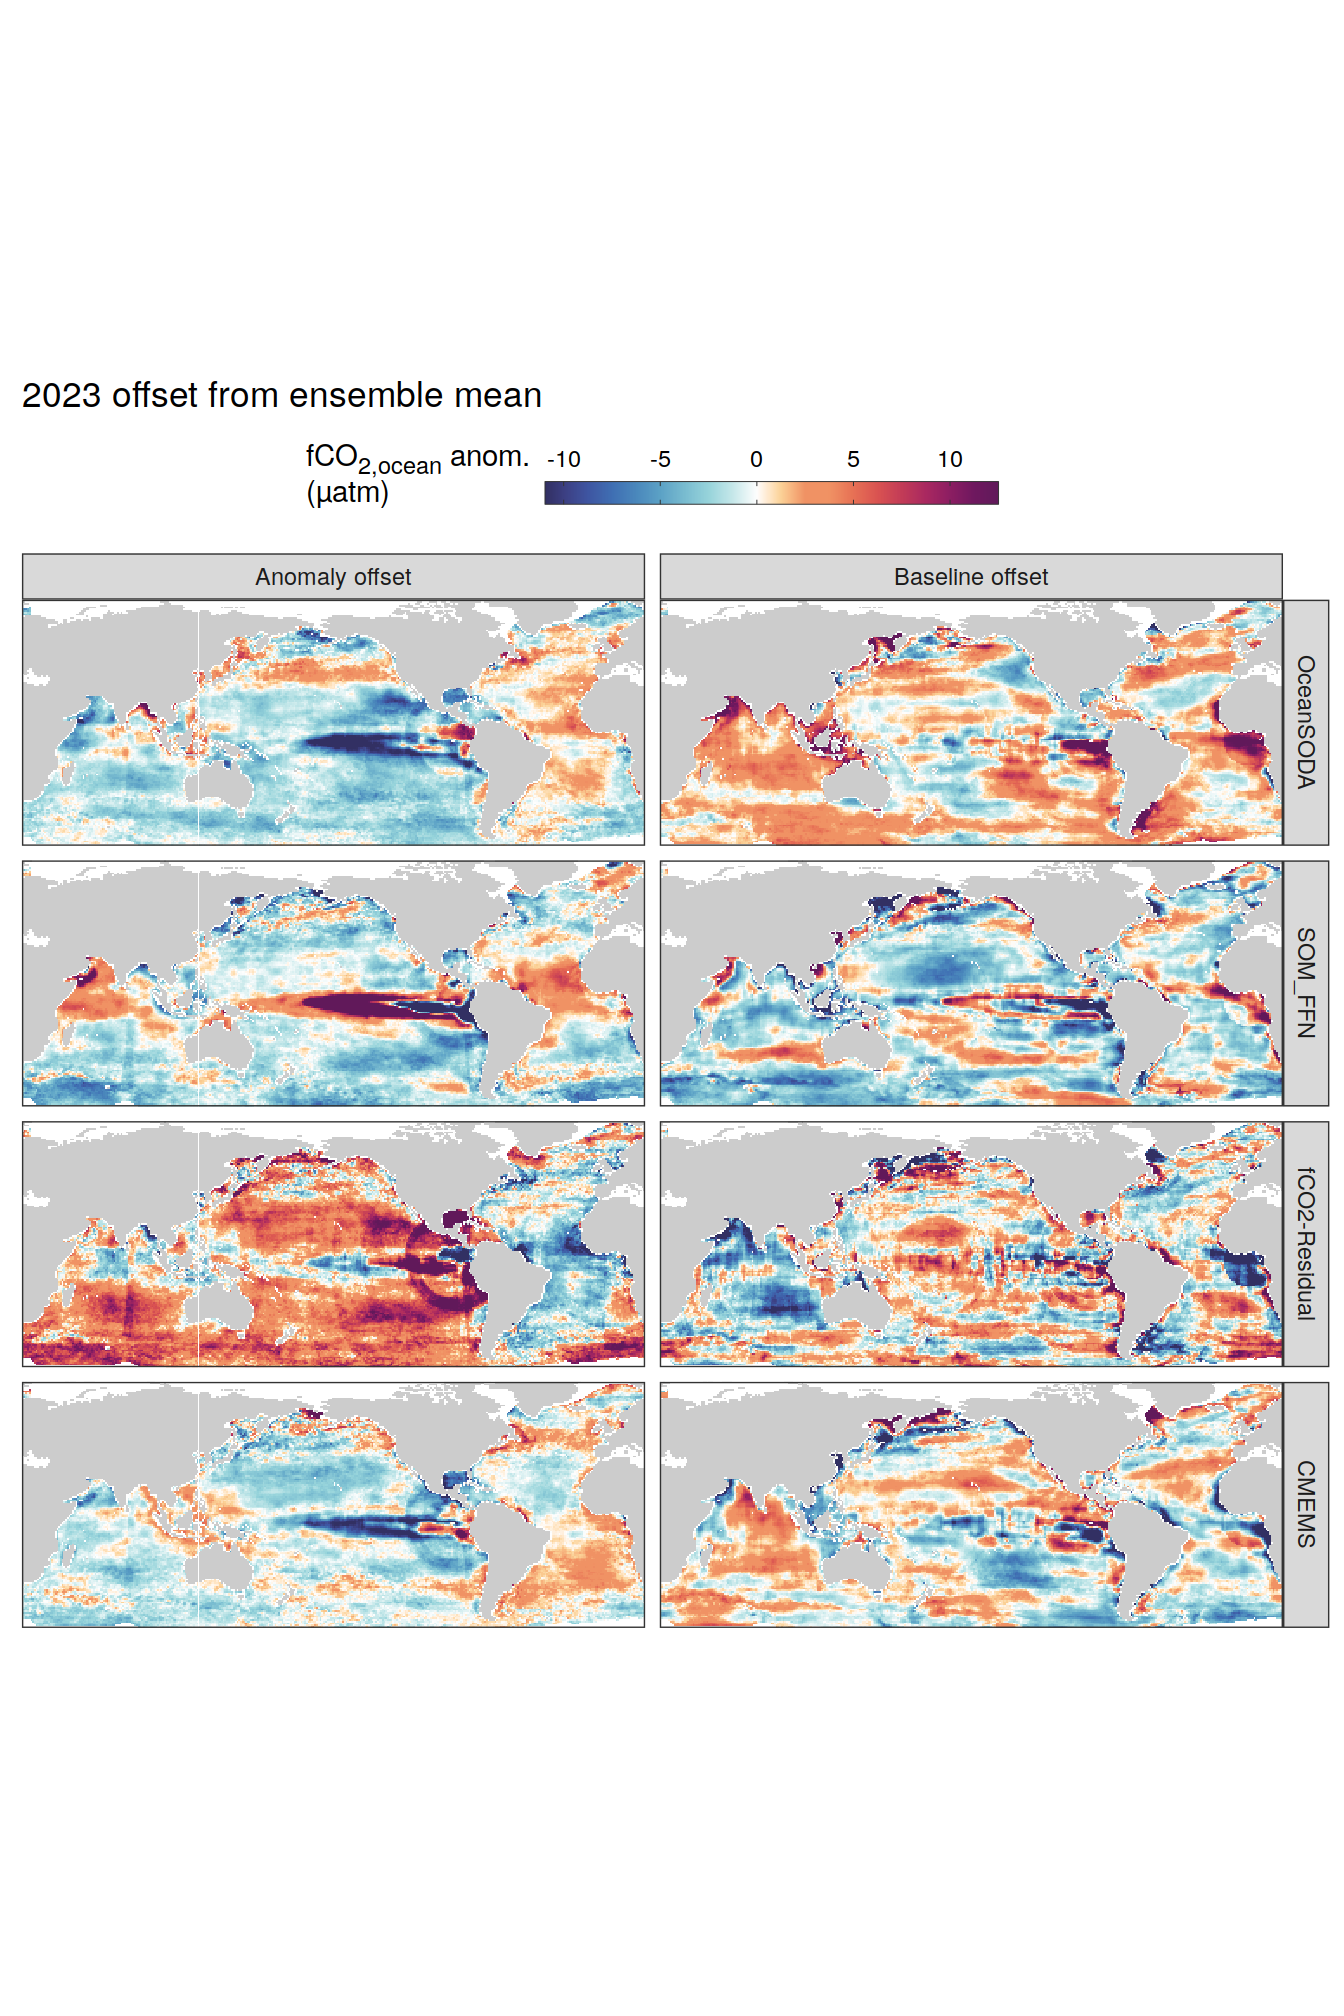 2023 offset from ensemble mean
fCO2,ocean anom.
(µatm)
-10 -5 0 5 10
Anomaly offset
Baseline offset
OceanSODA
SOM_FFN
fCO2-Residual
CMEMS